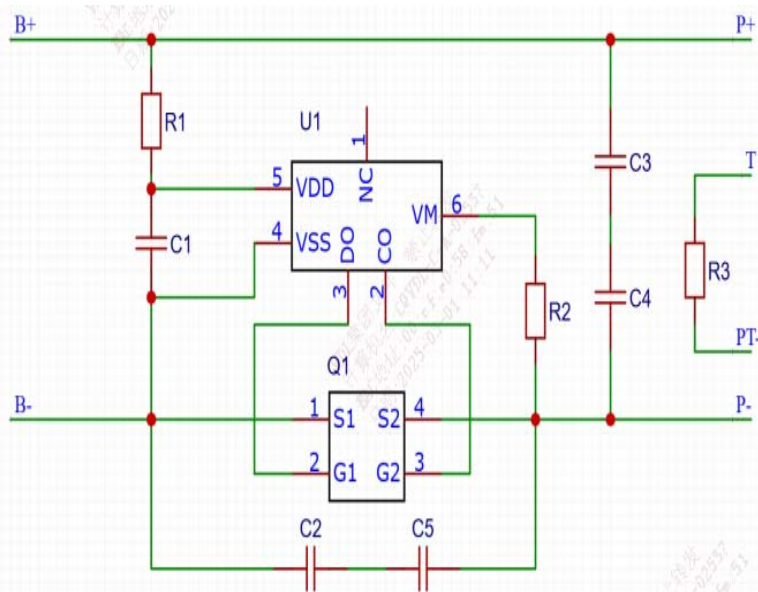 B+
P+
R1
U1
1
NC
5
VDD
C3
T
VM
6
4
VSS
C1
DO
CO
R3
3
2
R2
C4
PT-
Q1
B-
1
S1
S2
4
P-
2
G1
G2
3
C2
C5